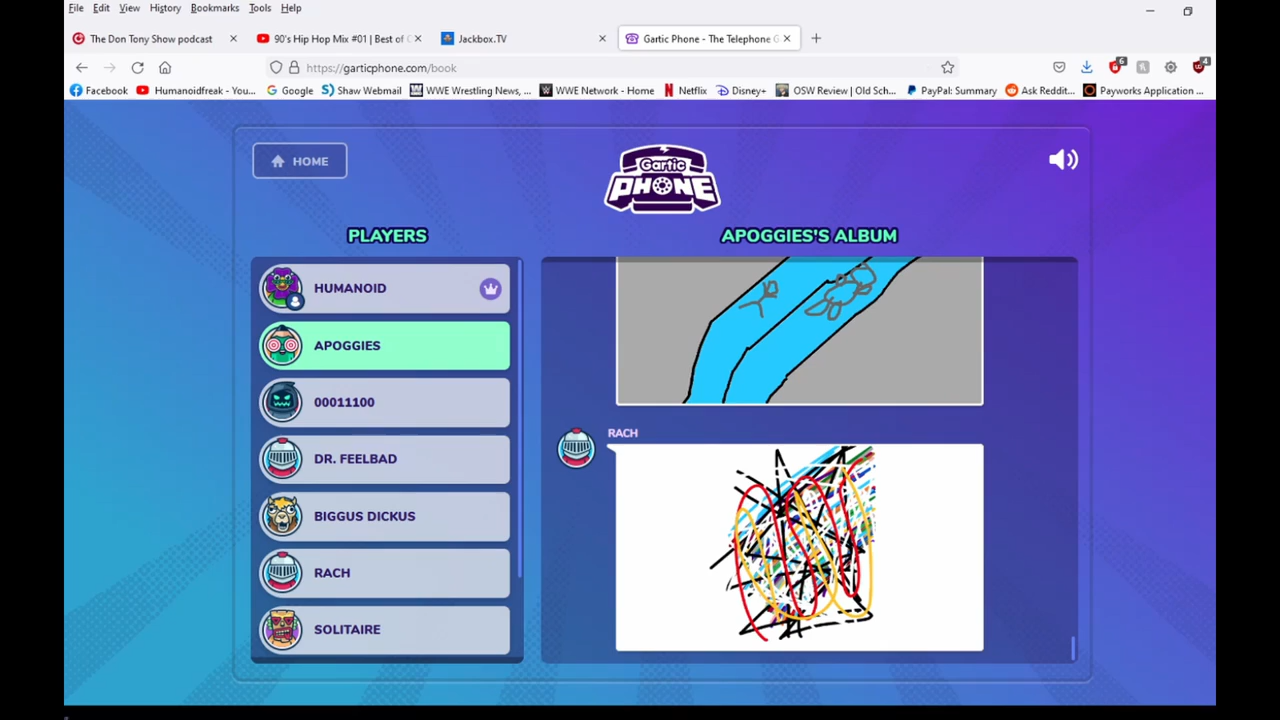 File Edit View History Bookmarks Tools Help
The Don Tony Show podcast
90's Hip Hop Mix #01 | Best of
Jackbox.TV
Gartic Phone - The Telephone G
https://garticphone.com/book
6
4
Facebook Humanoidfreak - You... Google Shaw Webmail WWE Wrestling News, ... WWE Network - Home Netflix Disney+ OSW Review | Old Sch... PayPal: Summary Ask Reddit... Payworks Application ...
HOME
Gartic
PHONE
PLAYERS
APOGGIES'S ALBUM
HUMANOID
APOGGIES
00011100
DR. FEELBAD
BIGGUS DICKUS
RACH
SOLITAIRE
RACH